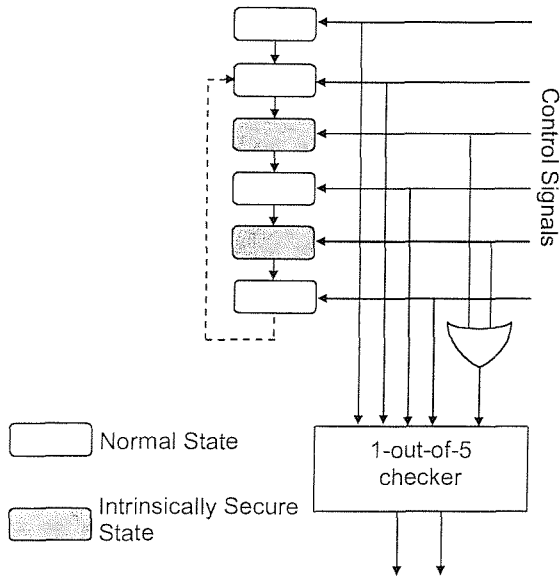 Control Signals
1-out-of-5
checker
Normal State
Intrinsically Secure
State